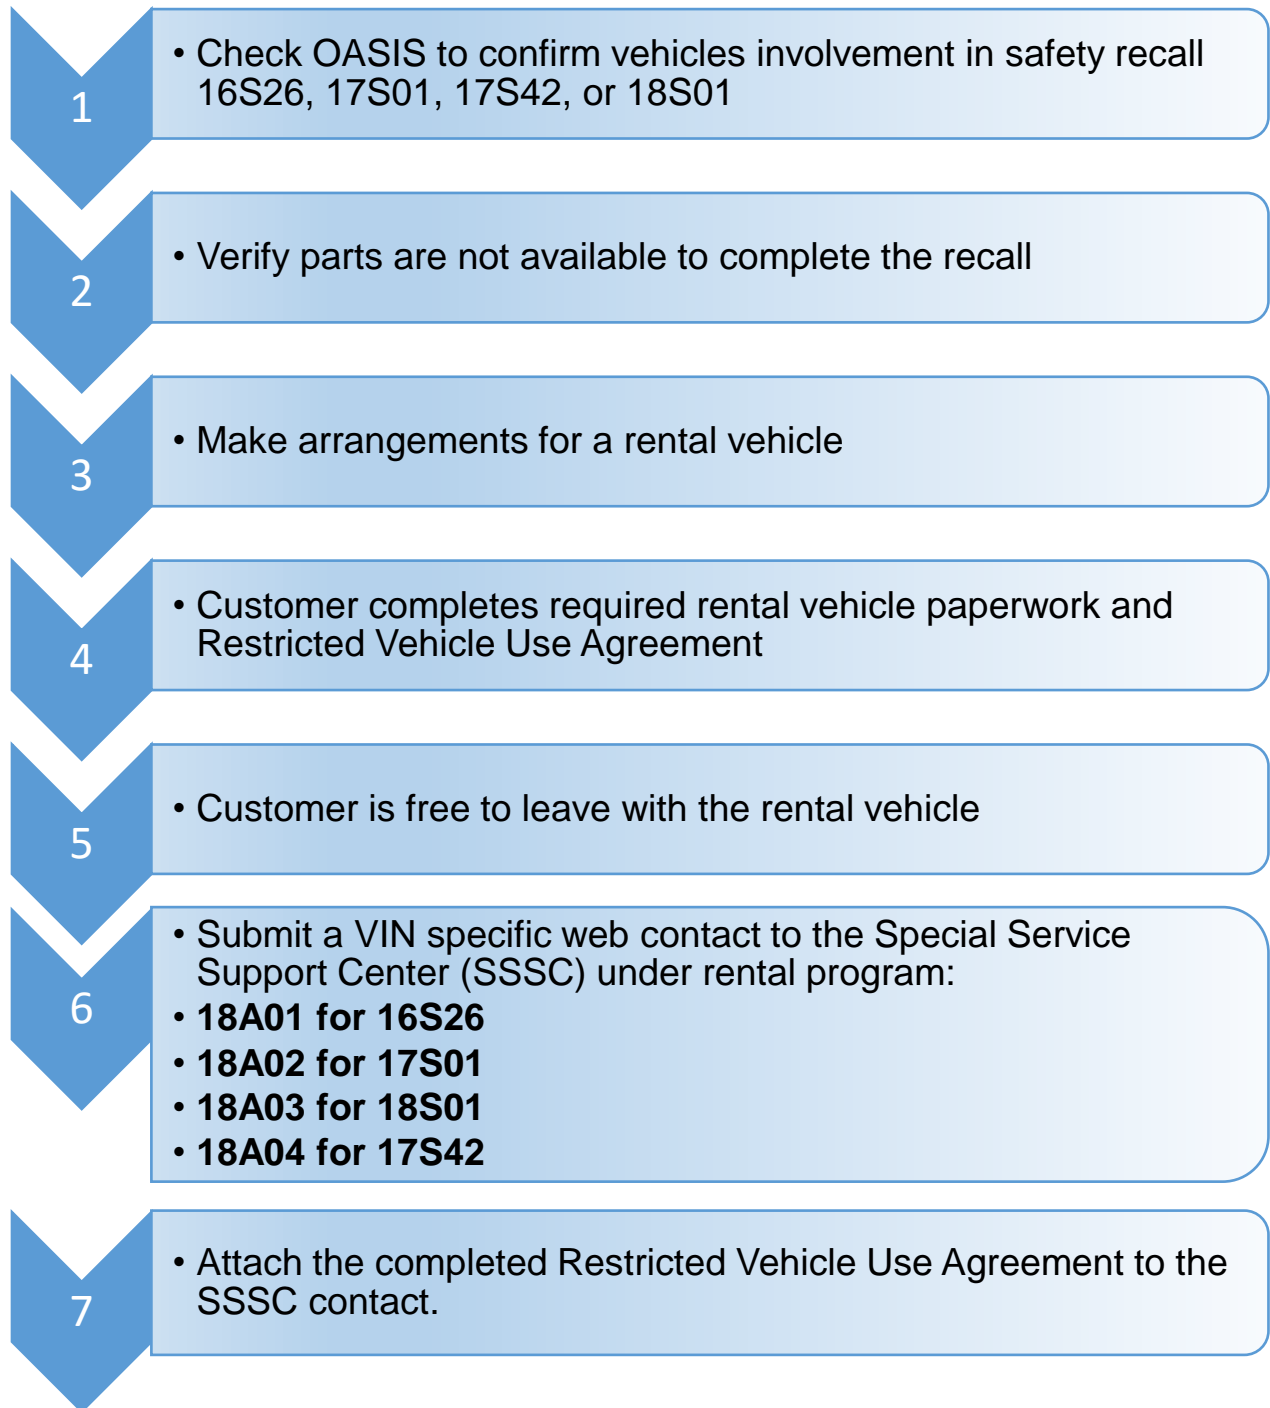 1
• Check OASIS to confirm vehicles involvement in safety recall
16S26, 17S01, 17S42, or 18S01
2
• Verify parts are not available to complete the recall
3
• Make arrangements for a rental vehicle
4
• Customer completes required rental vehicle paperwork and
Restricted Vehicle Use Agreement
5
• Customer is free to leave with the rental vehicle
6
• Submit a VIN specific web contact to the Special Service
Support Center (SSSC) under rental program:
• 18A01 for 16S26
• 18A02 for 17S01
• 18A03 for 18S01
• 18A04 for 17S42
7
• Attach the completed Restricted Vehicle Use Agreement to the
SSSC contact.